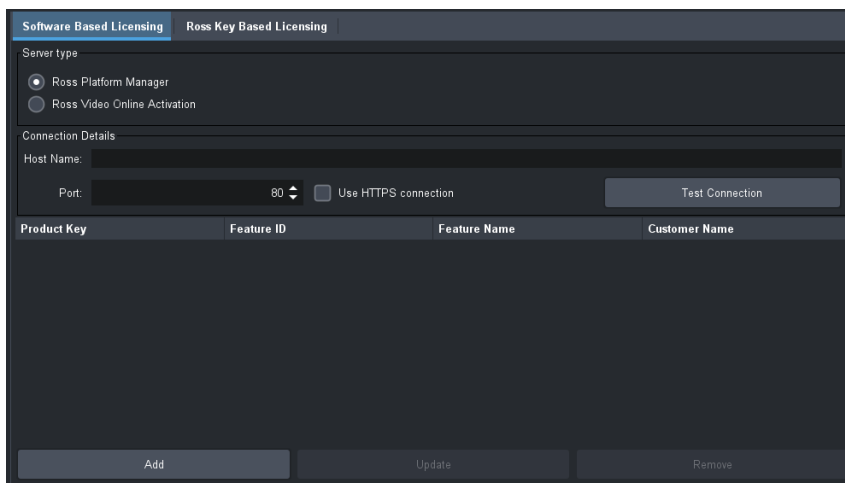 Software Based Licensing Ross Key Based Licensing
Server type
Ross Platform Manager
Ross Video Online Activation
Connection Details
Host Name:
Port: 80 Use HTTPS connection Test Connection
Product Key Feature ID Feature Name Customer Name
Add Update Remove